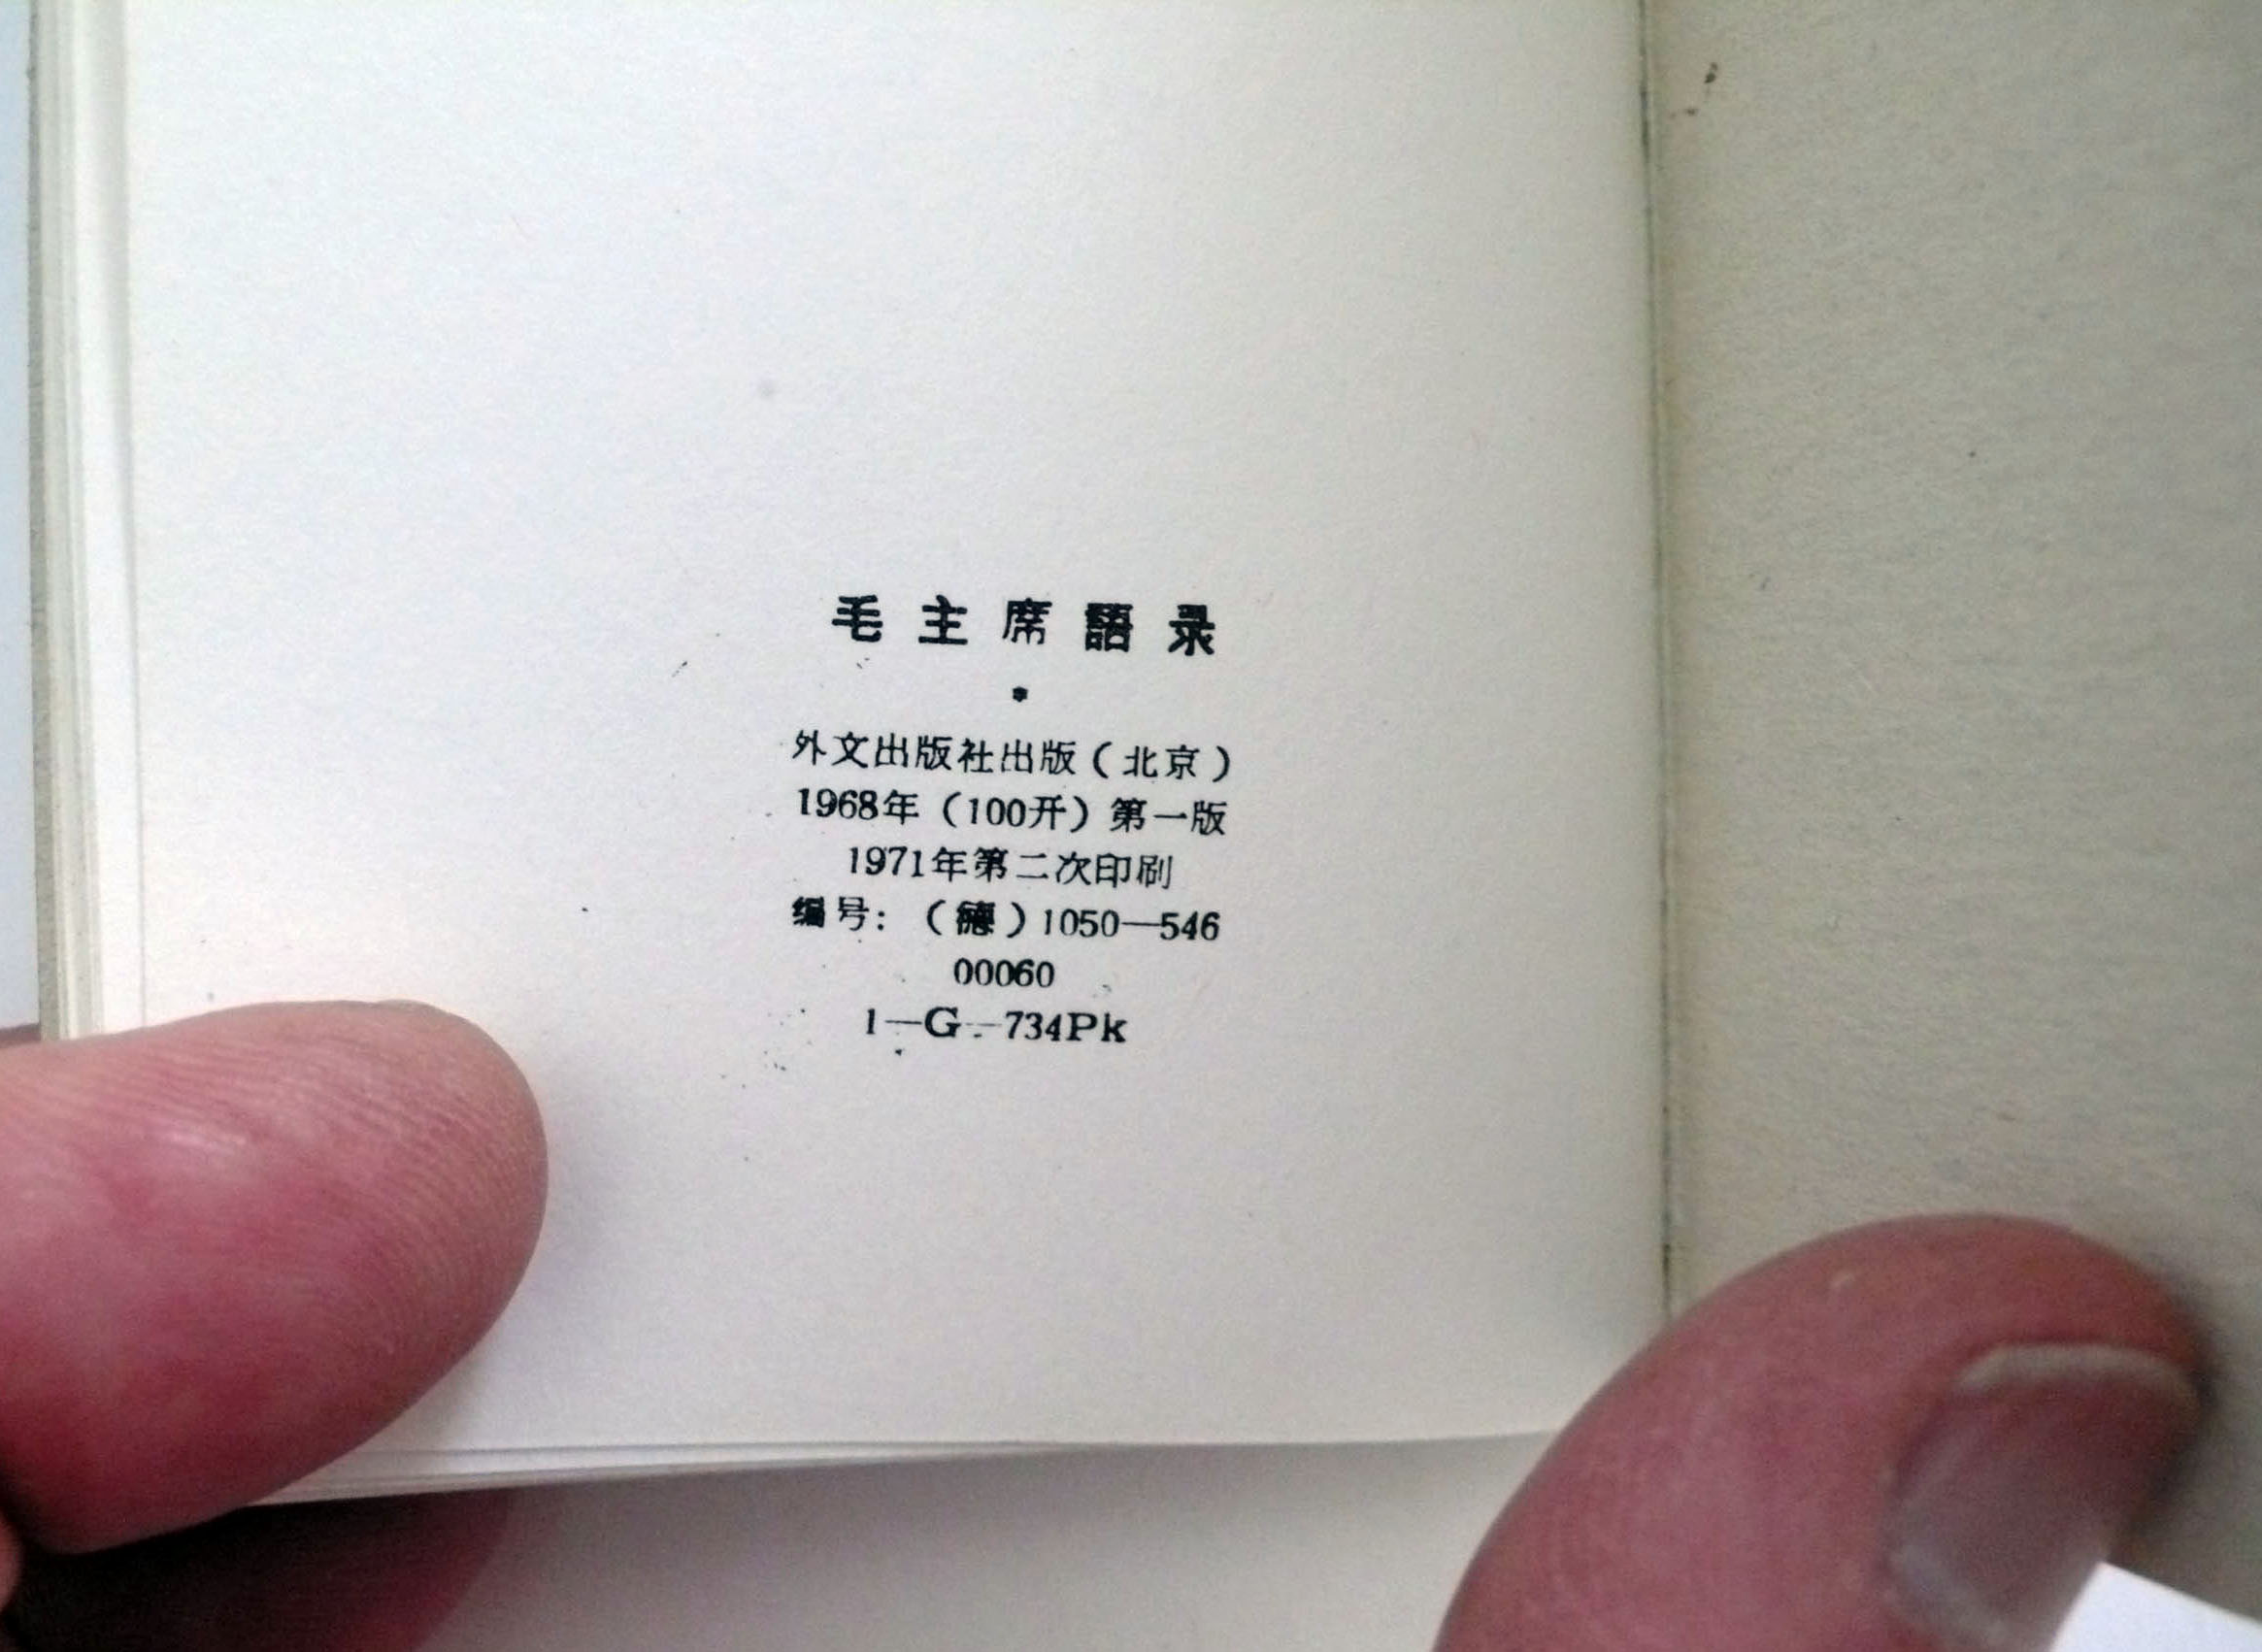 毛主席語录
*
外文出版社出版（北京）
1968年（100开）第一版
1971年第二次印刷
编号：（德）1050—546
00060
1—G—734Pk